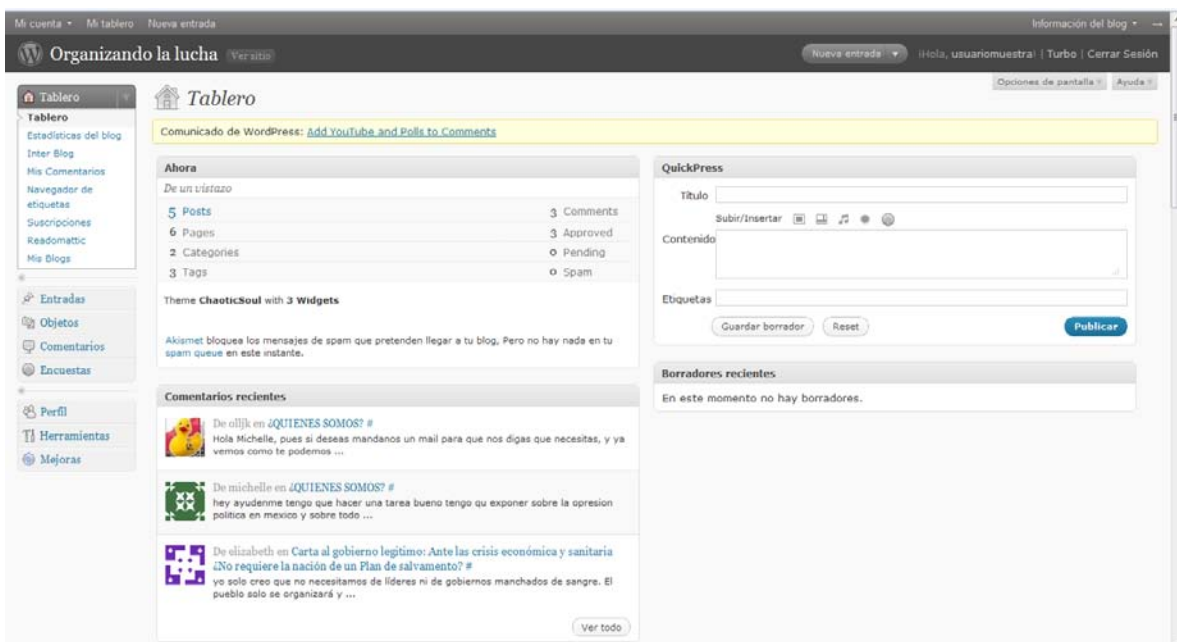 Mi cuenta Mi tablero Nueva entrada Información del blog
Organizando la lucha Ver sitio Nueva entrada ¡Hola, usuariomuestra! | Turbo | Cerrar Sesión
Opciones de pantalla Ayuda
Tablero
Tablero
Estadísticas del blog
Inter Blog
Mis Comentarios
Navegador de
etiquetas
Suscripciones
Readomattic
Mis Blogs
Entradas
Objetos
Comentarios
Encuestas
Perfil
Herramientas
Mejoras
Tablero
Comunicado de WordPress: Add YouTube and Polls to Comments
Ahora
De un vistazo
5 Posts 3 Comments
6 Pages 3 Approved
2 Categories 0 Pending
3 Tags 0 Spam
Theme ChaoticSoul with 3 Widgets
Akismet bloquea los mensajes de spam que pretenden llegar a tu blog, Pero no hay nada en tu
spam queue en este instante.
Comentarios recientes
De olljk en ¿QUIENES SOMOS? #
Hola Michelle, pues si deseas mandanos un mail para que nos digas que necesitas, y ya
vemos como te podemos ...
De michelle en ¿QUIENES SOMOS? #
hey ayudenme tengo que hacer una tarea bueno tengo qu exponer sobre la opresion
politica en mexico y sobre todo ...
De elizabeth en Carta al gobierno legitimo: Ante las crisis económica y sanitaria
¿No requiere la nación de un Plan de salvamento? #
yo solo creo que no necesitamos de líderes ni de gobiernos manchados de sangre. El
pueblo solo se organizará y ...
Ver todo
QuickPress
Título
Subir/Insertar
Contenido
Etiquetas
Guardar borrador Reset Publicar
Borradores recientes
En este momento no hay borradores.